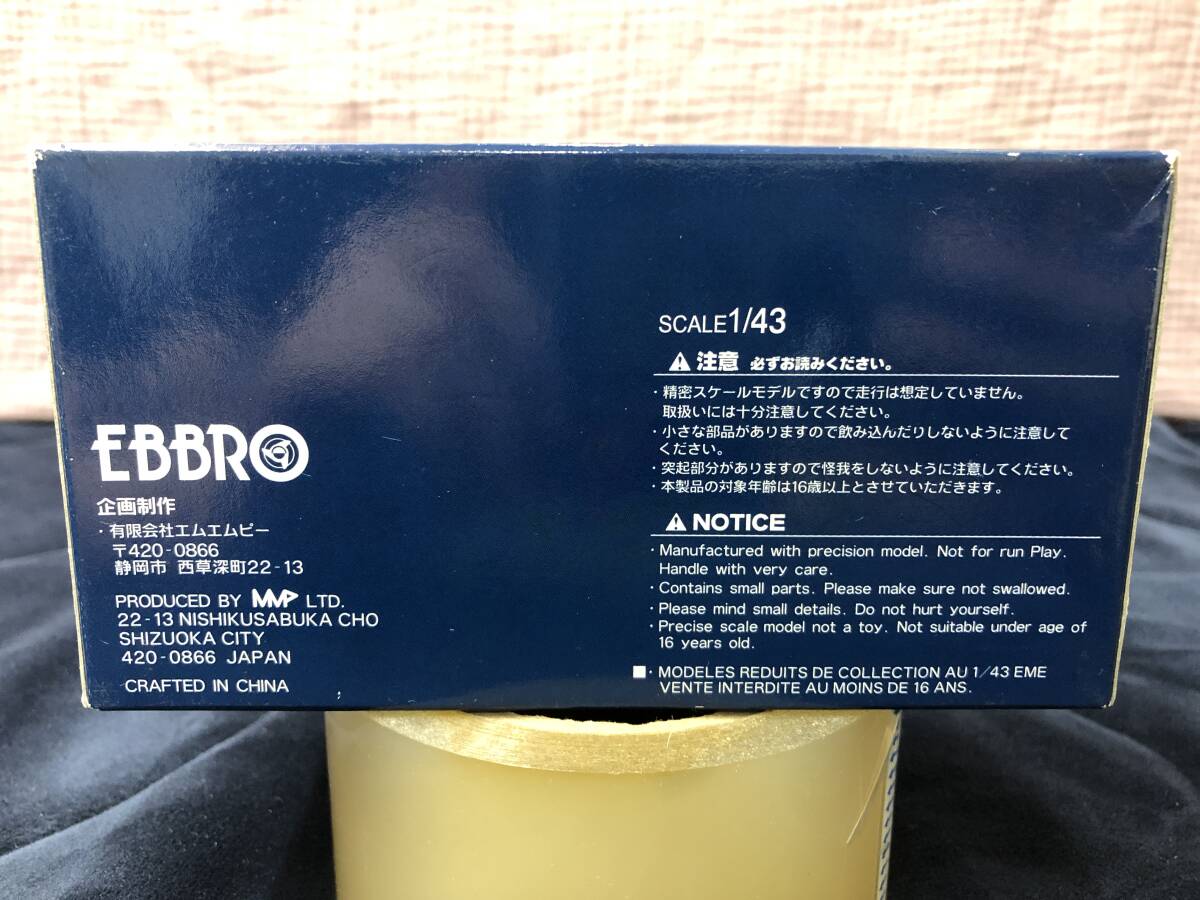 EBBRO
企画制作
・有限会社エムエムピー
〒420-0866
静岡市 西草深町22-13
PRODUCED BY MMP LTD.
22-13 NISHIKUSABUKA CHO
SHIZUOKA CITY
420-0866 JAPAN
CRAFTED IN CHINA
SCALE1/43
注意 必ずお読みください。
・精密スケールモデルですので走行は想定していません。
取扱いには十分注意してください。
・小さな部品がありますので飲み込んだりしないように注意して
ください。
・突起部分がありますので怪我をしないように注意してください。
・本製品の対象年齢は16歳以上とさせていただきます。
NOTICE
・Manufactured with precision model. Not for run Play.
Handle with very care.
・Contains small parts. Please make sure not swallowed.
・Please mind small details. Do not hurt yourself.
・Precise scale model not a toy. Not suitable under age of
16 years old.
■・MODELES REDUITS DE COLLECTION AU 1/43 EME
VENTE INTERDITE AU MOINS DE 16 ANS.